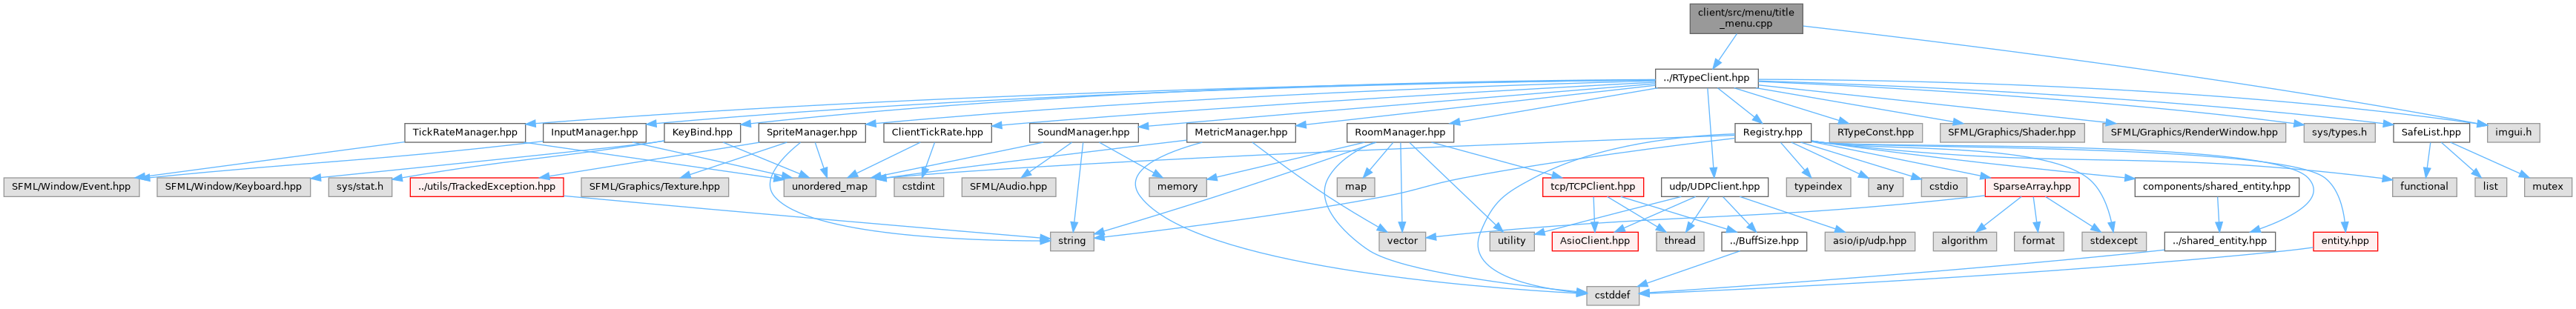 client/src/menu/title
_menu.cpp
../RTypeClient.hpp
TickRateManager.hpp
InputManager.hpp
KeyBind.hpp
SpriteManager.hpp
ClientTickRate.hpp
SoundManager.hpp
MetricManager.hpp
RoomManager.hpp
Registry.hpp
RTypeConst.hpp
SFML/Graphics/Shader.hpp
SFML/Graphics/RenderWindow.hpp
sys/types.h
SafeList.hpp
imgui.h
SFML/Window/Event.hpp
SFML/Window/Keyboard.hpp
sys/stat.h
../utils/TrackedException.hpp
SFML/Graphics/Texture.hpp
unordered_map
cstdint
SFML/Audio.hpp
memory
map
tcp/TCPClient.hpp
udp/UDPClient.hpp
typeindex
any
cstdio
SparseArray.hpp
components/shared_entity.hpp
functional
list
mutex
string
vector
utility
AsioClient.hpp
thread
../BuffSize.hpp
asio/ip/udp.hpp
algorithm
format
stdexcept
../shared_entity.hpp
entity.hpp
cstddef